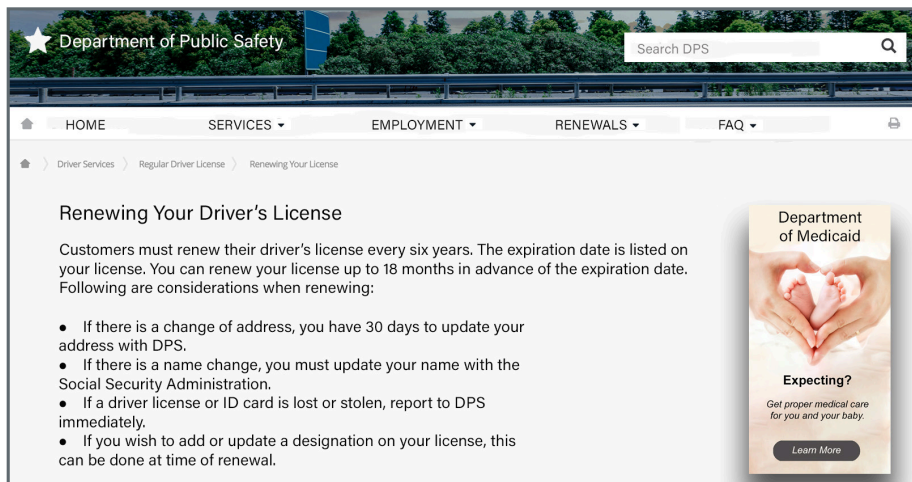 Department of Public Safety
Search DPS
HOME SERVICES EMPLOYMENT RENEWALS FAQ
Driver Services Regular Driver License Renewing Your License
Renewing Your Driver's License
Customers must renew their driver's license every six years. The expiration date is listed on
your license. You can renew your license up to 18 months in advance of the expiration date.
Following are considerations when renewing:
● If there is a change of address, you have 30 days to update your
address with DPS.
● If there is a name change, you must update your name with the
Social Security Administration.
● If a driver license or ID card is lost or stolen, report to DPS
immediately.
● If you wish to add or update a designation on your license, this
can be done at time of renewal.
Department
of Medicaid
Expecting?
Get proper medical care
for you and your baby.
Learn More